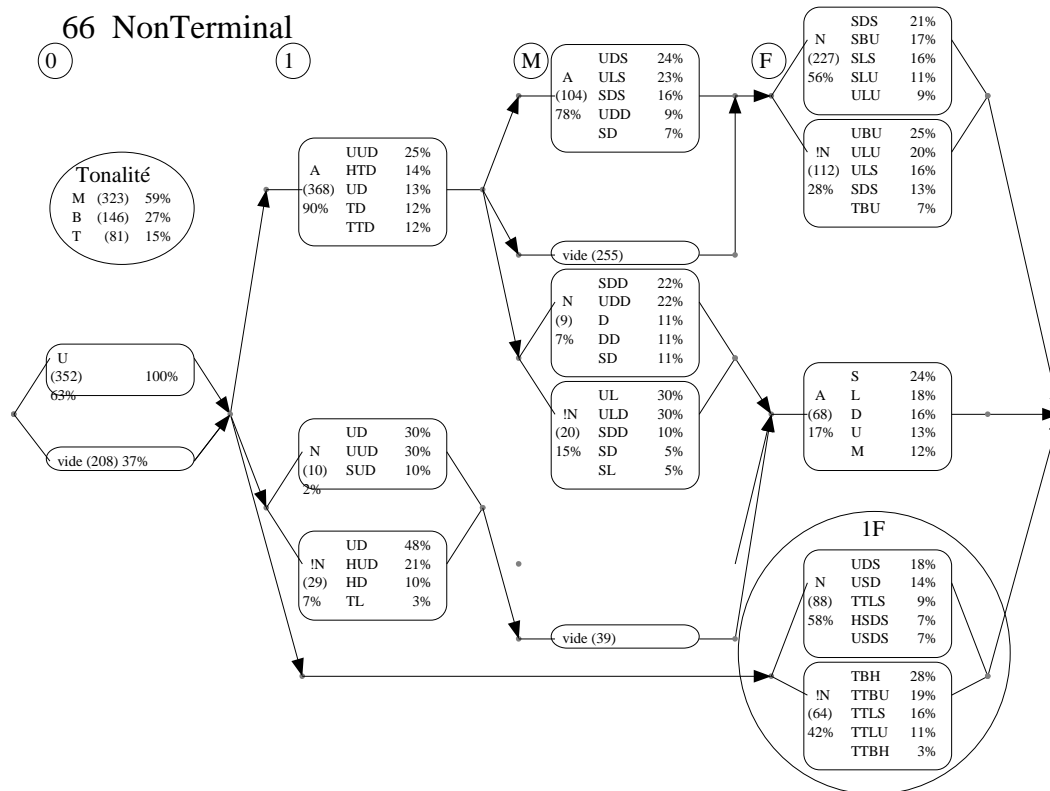 66 NonTerminal
0
1
M
F
Tonalité
M (323) 59%
B (146) 27%
T (81) 15%
U
(352) 100%
63%
vide (208) 37%
UUD 25%
A HTD 14%
(368) UD 13%
90% TD 12%
TTD 12%
UD 30%
N UUD 30%
(10) SUD 10%
2%
UD 48%
!N HUD 21%
(29) HD 10%
7% TL 3%
UDS 24%
A ULS 23%
(104) SDS 16%
78% UDD 9%
SD 7%
vide (255)
SDD 22%
N UDD 22%
(9) D 11%
7% DD 11%
SD 11%
UL 30%
!N ULD 30%
(20) SDD 10%
15% SD 5%
SL 5%
vide (39)
SDS 21%
N SBU 17%
(227) SLS 16%
56% SLU 11%
ULU 9%
UBU 25%
!N ULU 20%
(112) ULS 16%
28% SDS 13%
TBU 7%
S 24%
A L 18%
(68) D 16%
17% U 13%
M 12%
1F
UDS 18%
N USD 14%
(88) TTLS 9%
58% HSDS 7%
USDS 7%
TBH 28%
!N TTBU 19%
(64) TTLS 16%
42% TTLU 11%
TTBH 3%